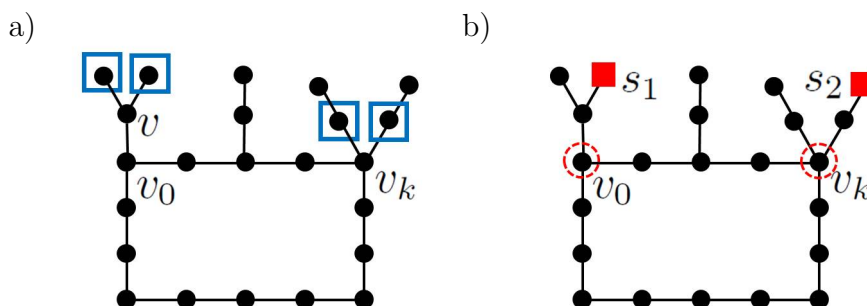 a)
b)
v
s₁
s₂
v₀
vₖ
v₀
vₖ